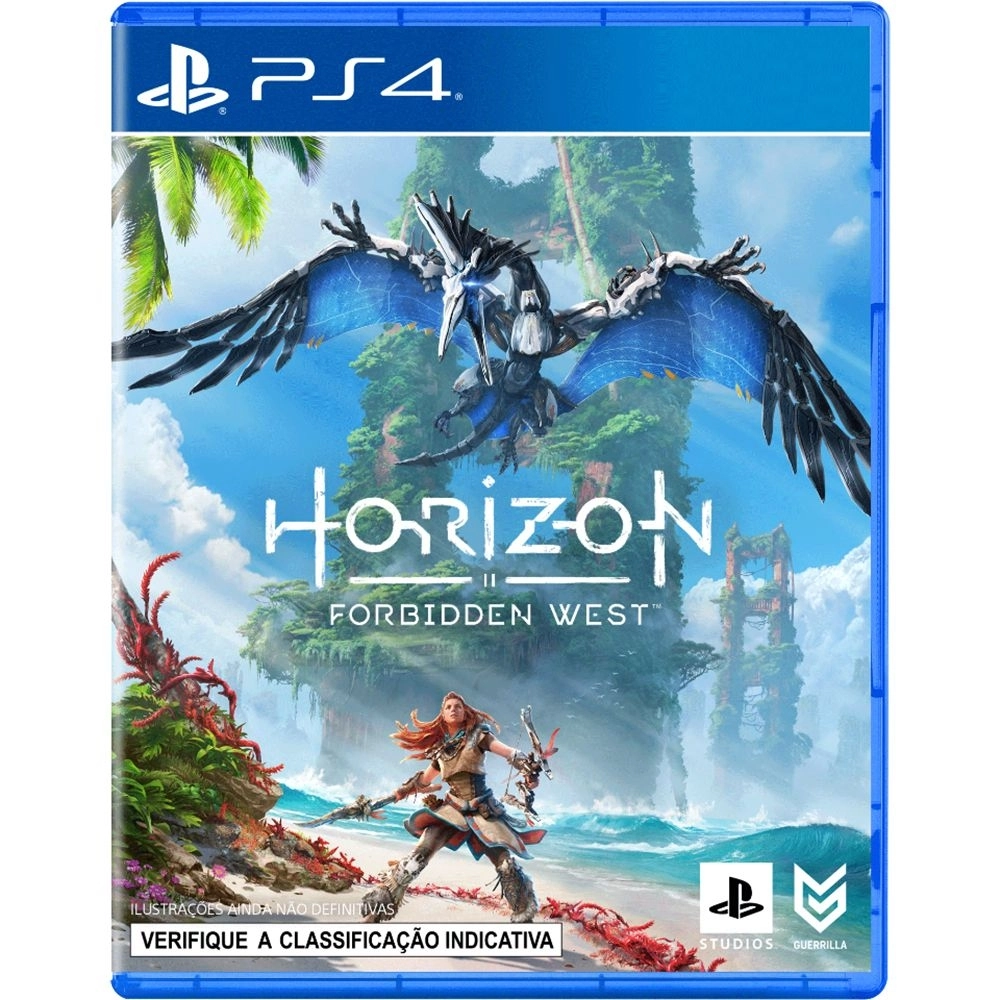 PS4
HORIZON
II
FORBIDDEN WEST™
ILUSTRAÇÕES AINDA NÃO DEFINITIVAS
VERIFIQUE A CLASSIFICAÇÃO INDICATIVA
STUDIOS
GUERRILLA